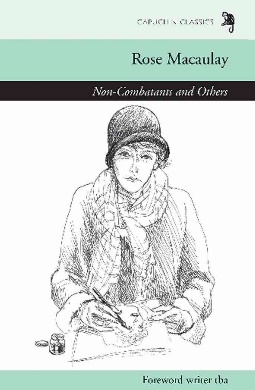 CAPUCHIN CLASSICS
Rose Macaulay
Non-Combatants and Others
Foreword writer tba